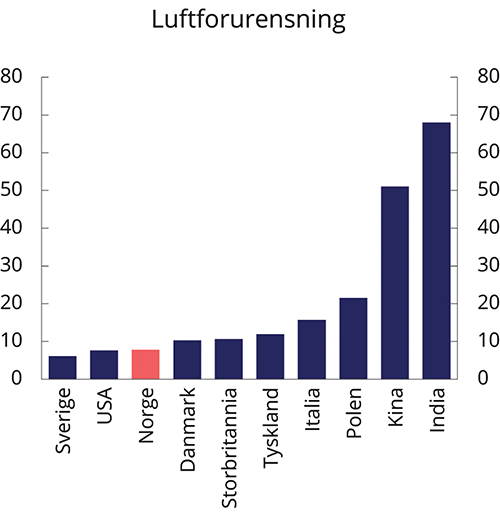 Luftforurensning
80 80
70 70
60 60
50 50
40 40
30 30
20 20
10 10
0 0
Sverige
USA
Norge
Danmark
Storbritannia
Tyskland
Italia
Polen
Kina
India